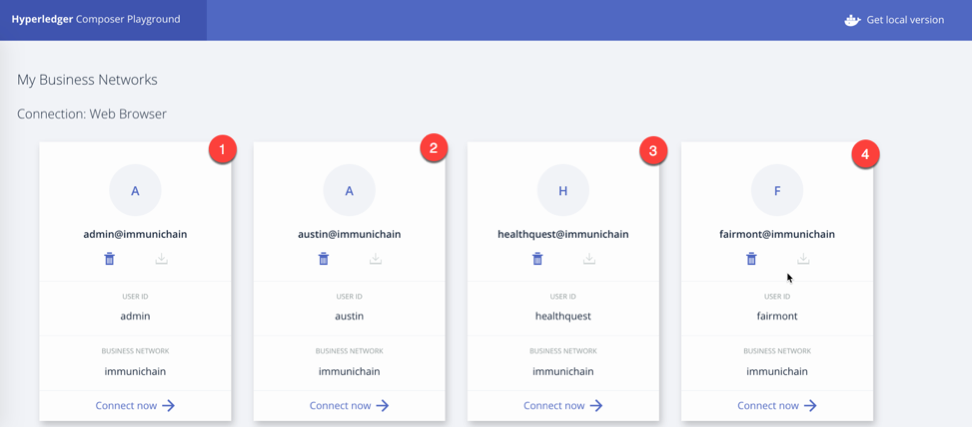 Hyperledger Composer Playground
Get local version
My Business Networks
Connection: Web Browser
1
2
3
4
A
A
H
F
admin@immunichain
austin@immunichain
healthquest@immunichain
fairmont@immunichain
USER ID
USER ID
USER ID
USER ID
admin
austin
healthquest
fairmont
BUSINESS NETWORK
BUSINESS NETWORK
BUSINESS NETWORK
BUSINESS NETWORK
immunichain
immunichain
immunichain
immunichain
Connect now
Connect now
Connect now
Connect now